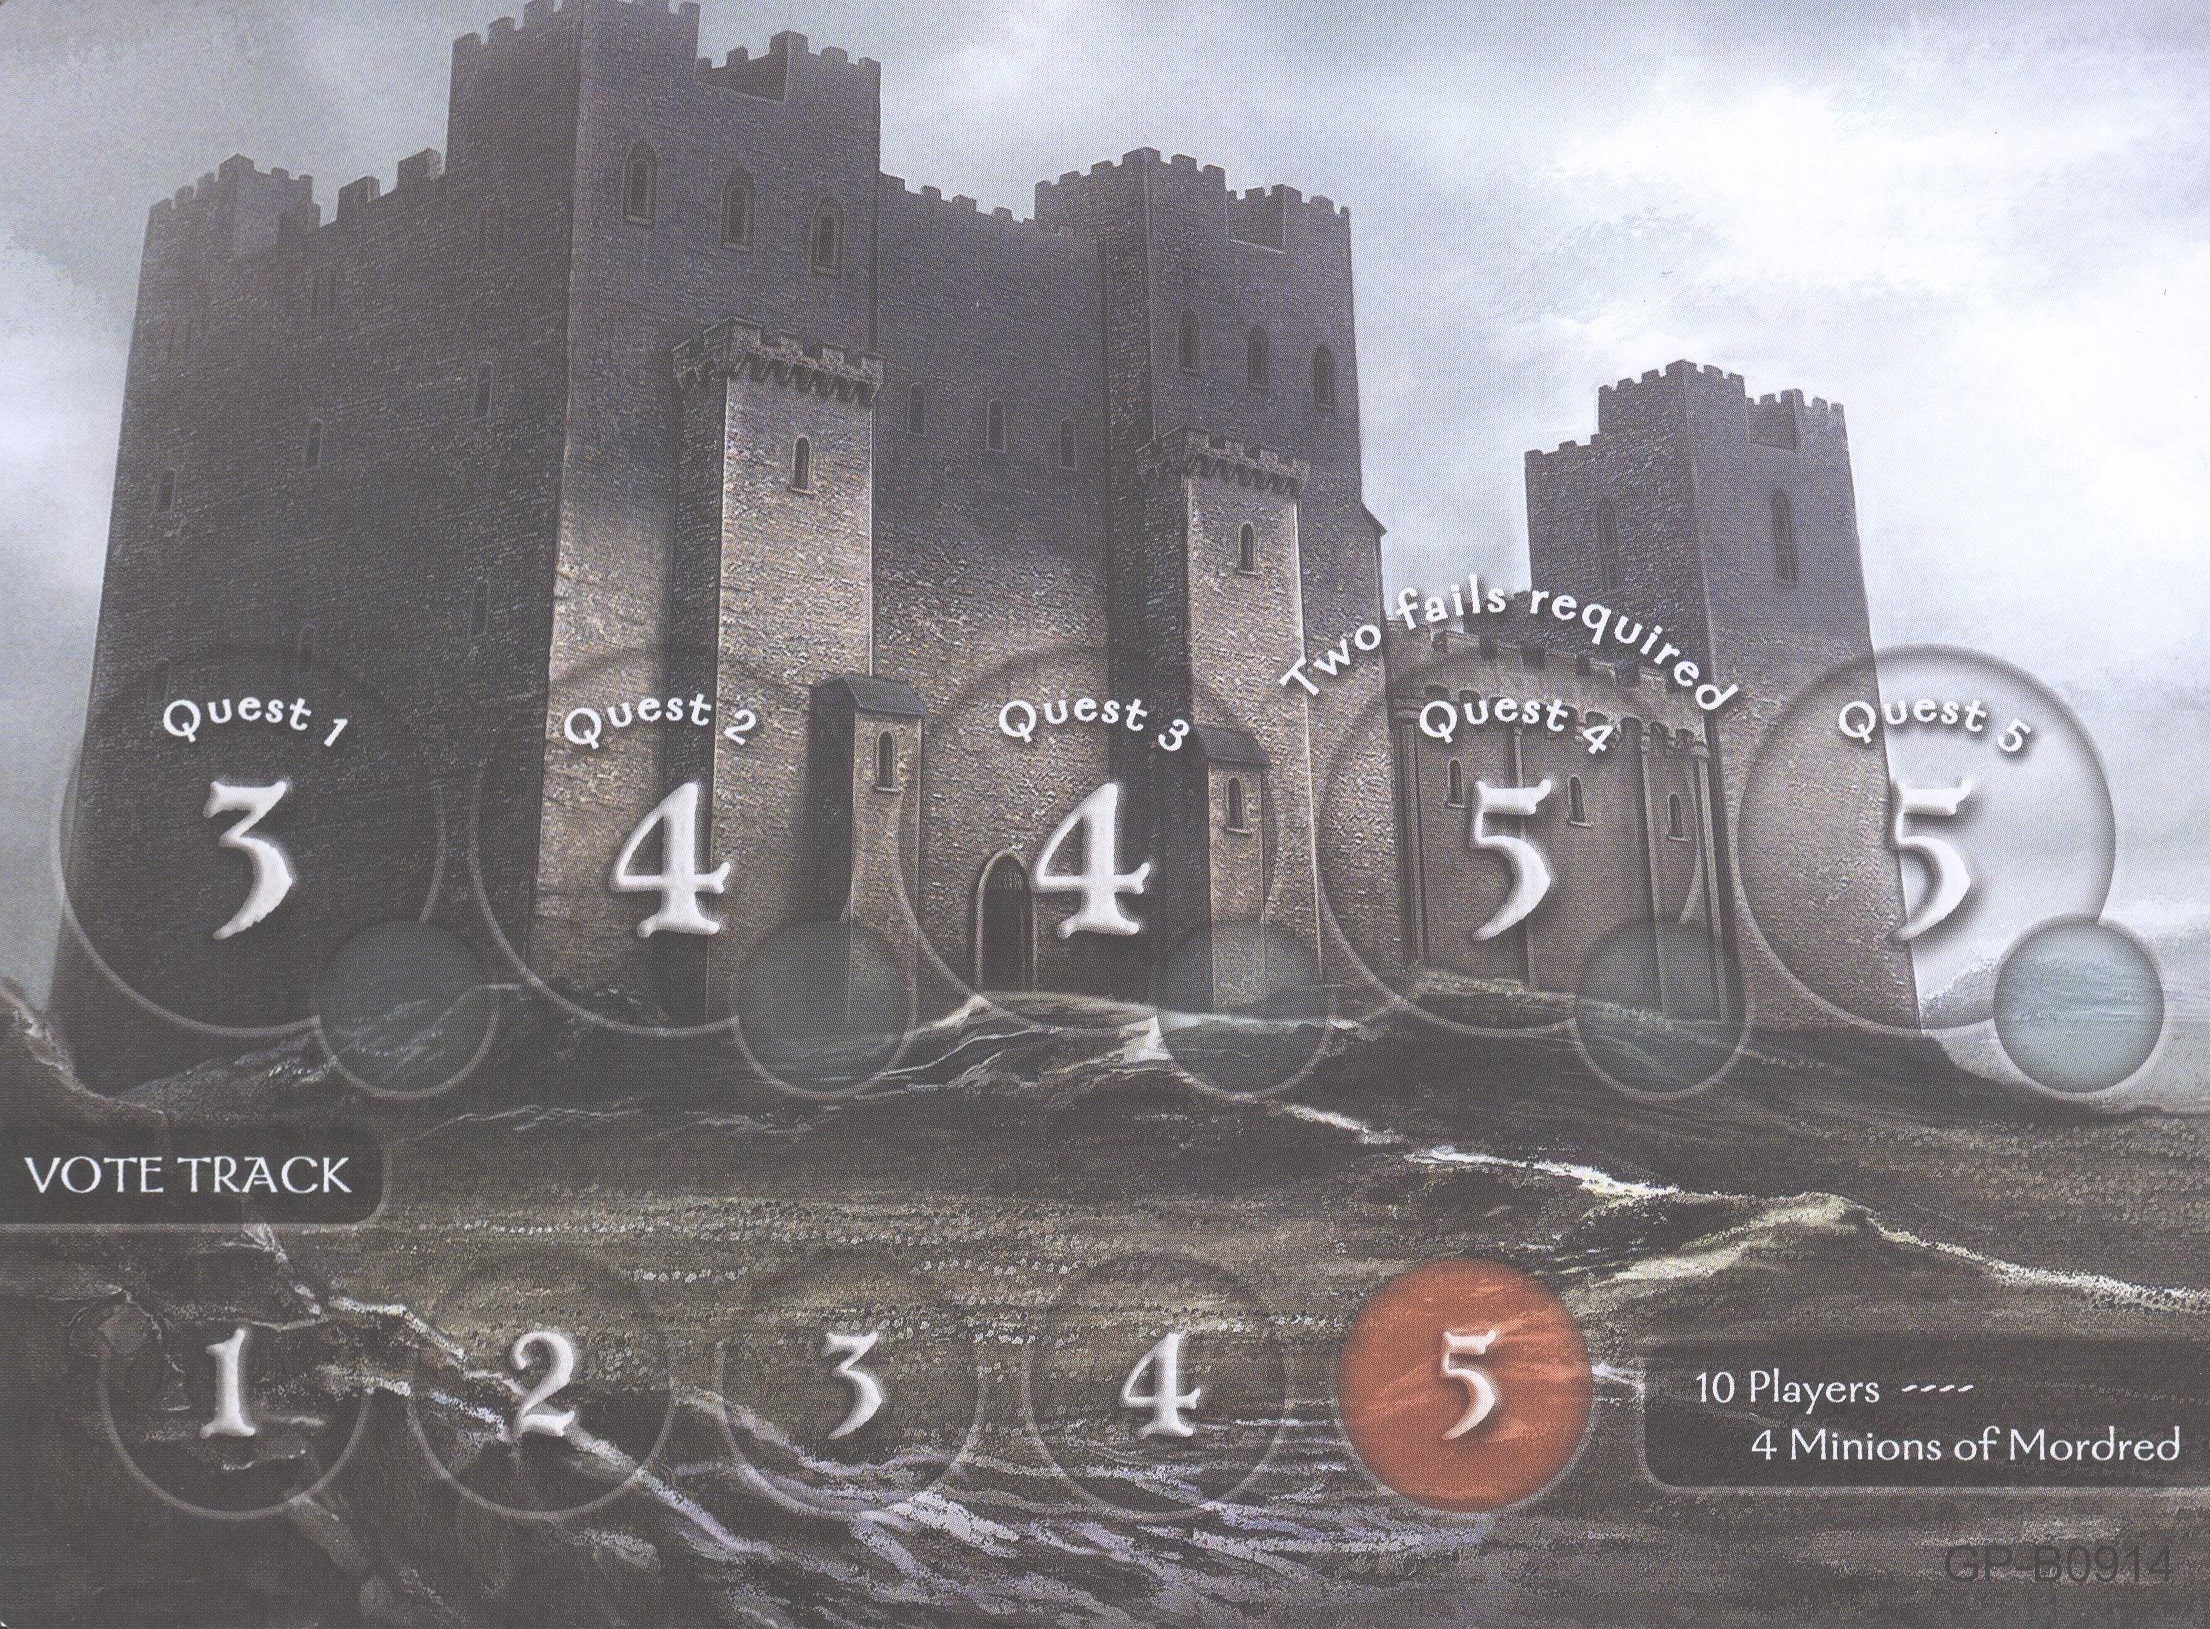 Two fails required
Quest 1 Quest 2 Quest 3 Quest 4 Quest 5
3 4 4 5 5
VOTE TRACK
1 2 3 4 5
10 Players ----
4 Minions of Mordred
GP-B0914